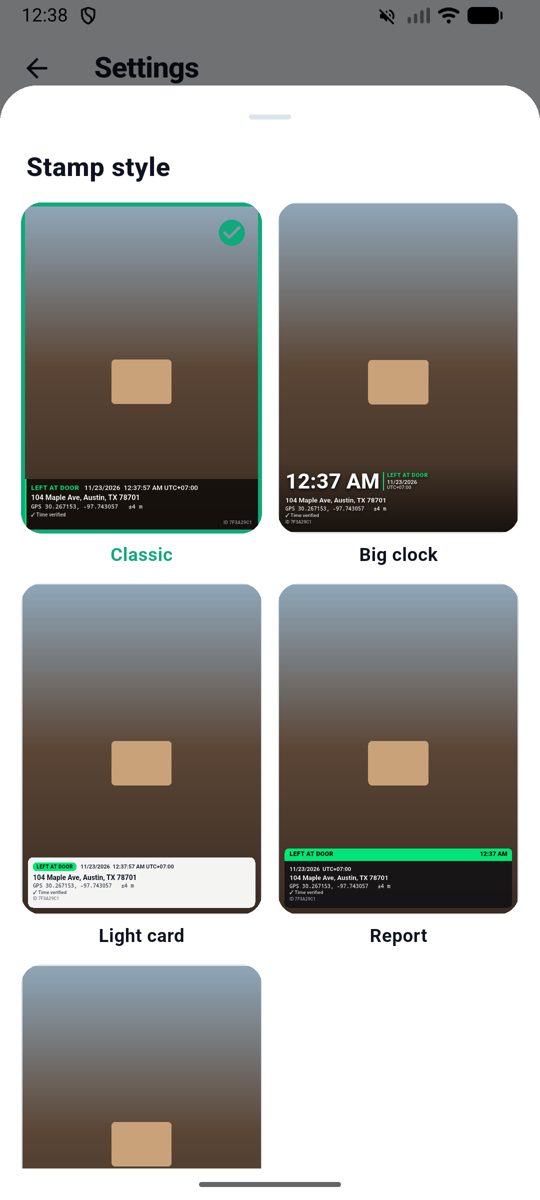 12:38
Settings
Stamp style
LEFT AT DOOR 11/23/2026 12:37:57 AM UTC+07:00
104 Maple Ave, Austin, TX 78701
GPS 30.267153, -97.743057 ±4 m
✓ Time verified
ID 7F3A29C1
Classic
12:37 AM
LEFT AT DOOR
11/23/2026
UTC+07:00
104 Maple Ave, Austin, TX 78701
GPS 30.267153, -97.743057 ±4 m
✓ Time verified
ID 7F3A29C1
Big clock
LEFT AT DOOR 11/23/2026 12:37:57 AM UTC+07:00
104 Maple Ave, Austin, TX 78701
GPS 30.267153, -97.743057 ±4 m
✓ Time verified
ID 7F3A29C1
Light card
LEFT AT DOOR 12:37 AM
11/23/2026 UTC+07:00
104 Maple Ave, Austin, TX 78701
GPS 30.267153, -97.743057 ±4 m
✓ Time verified
ID 7F3A29C1
Report